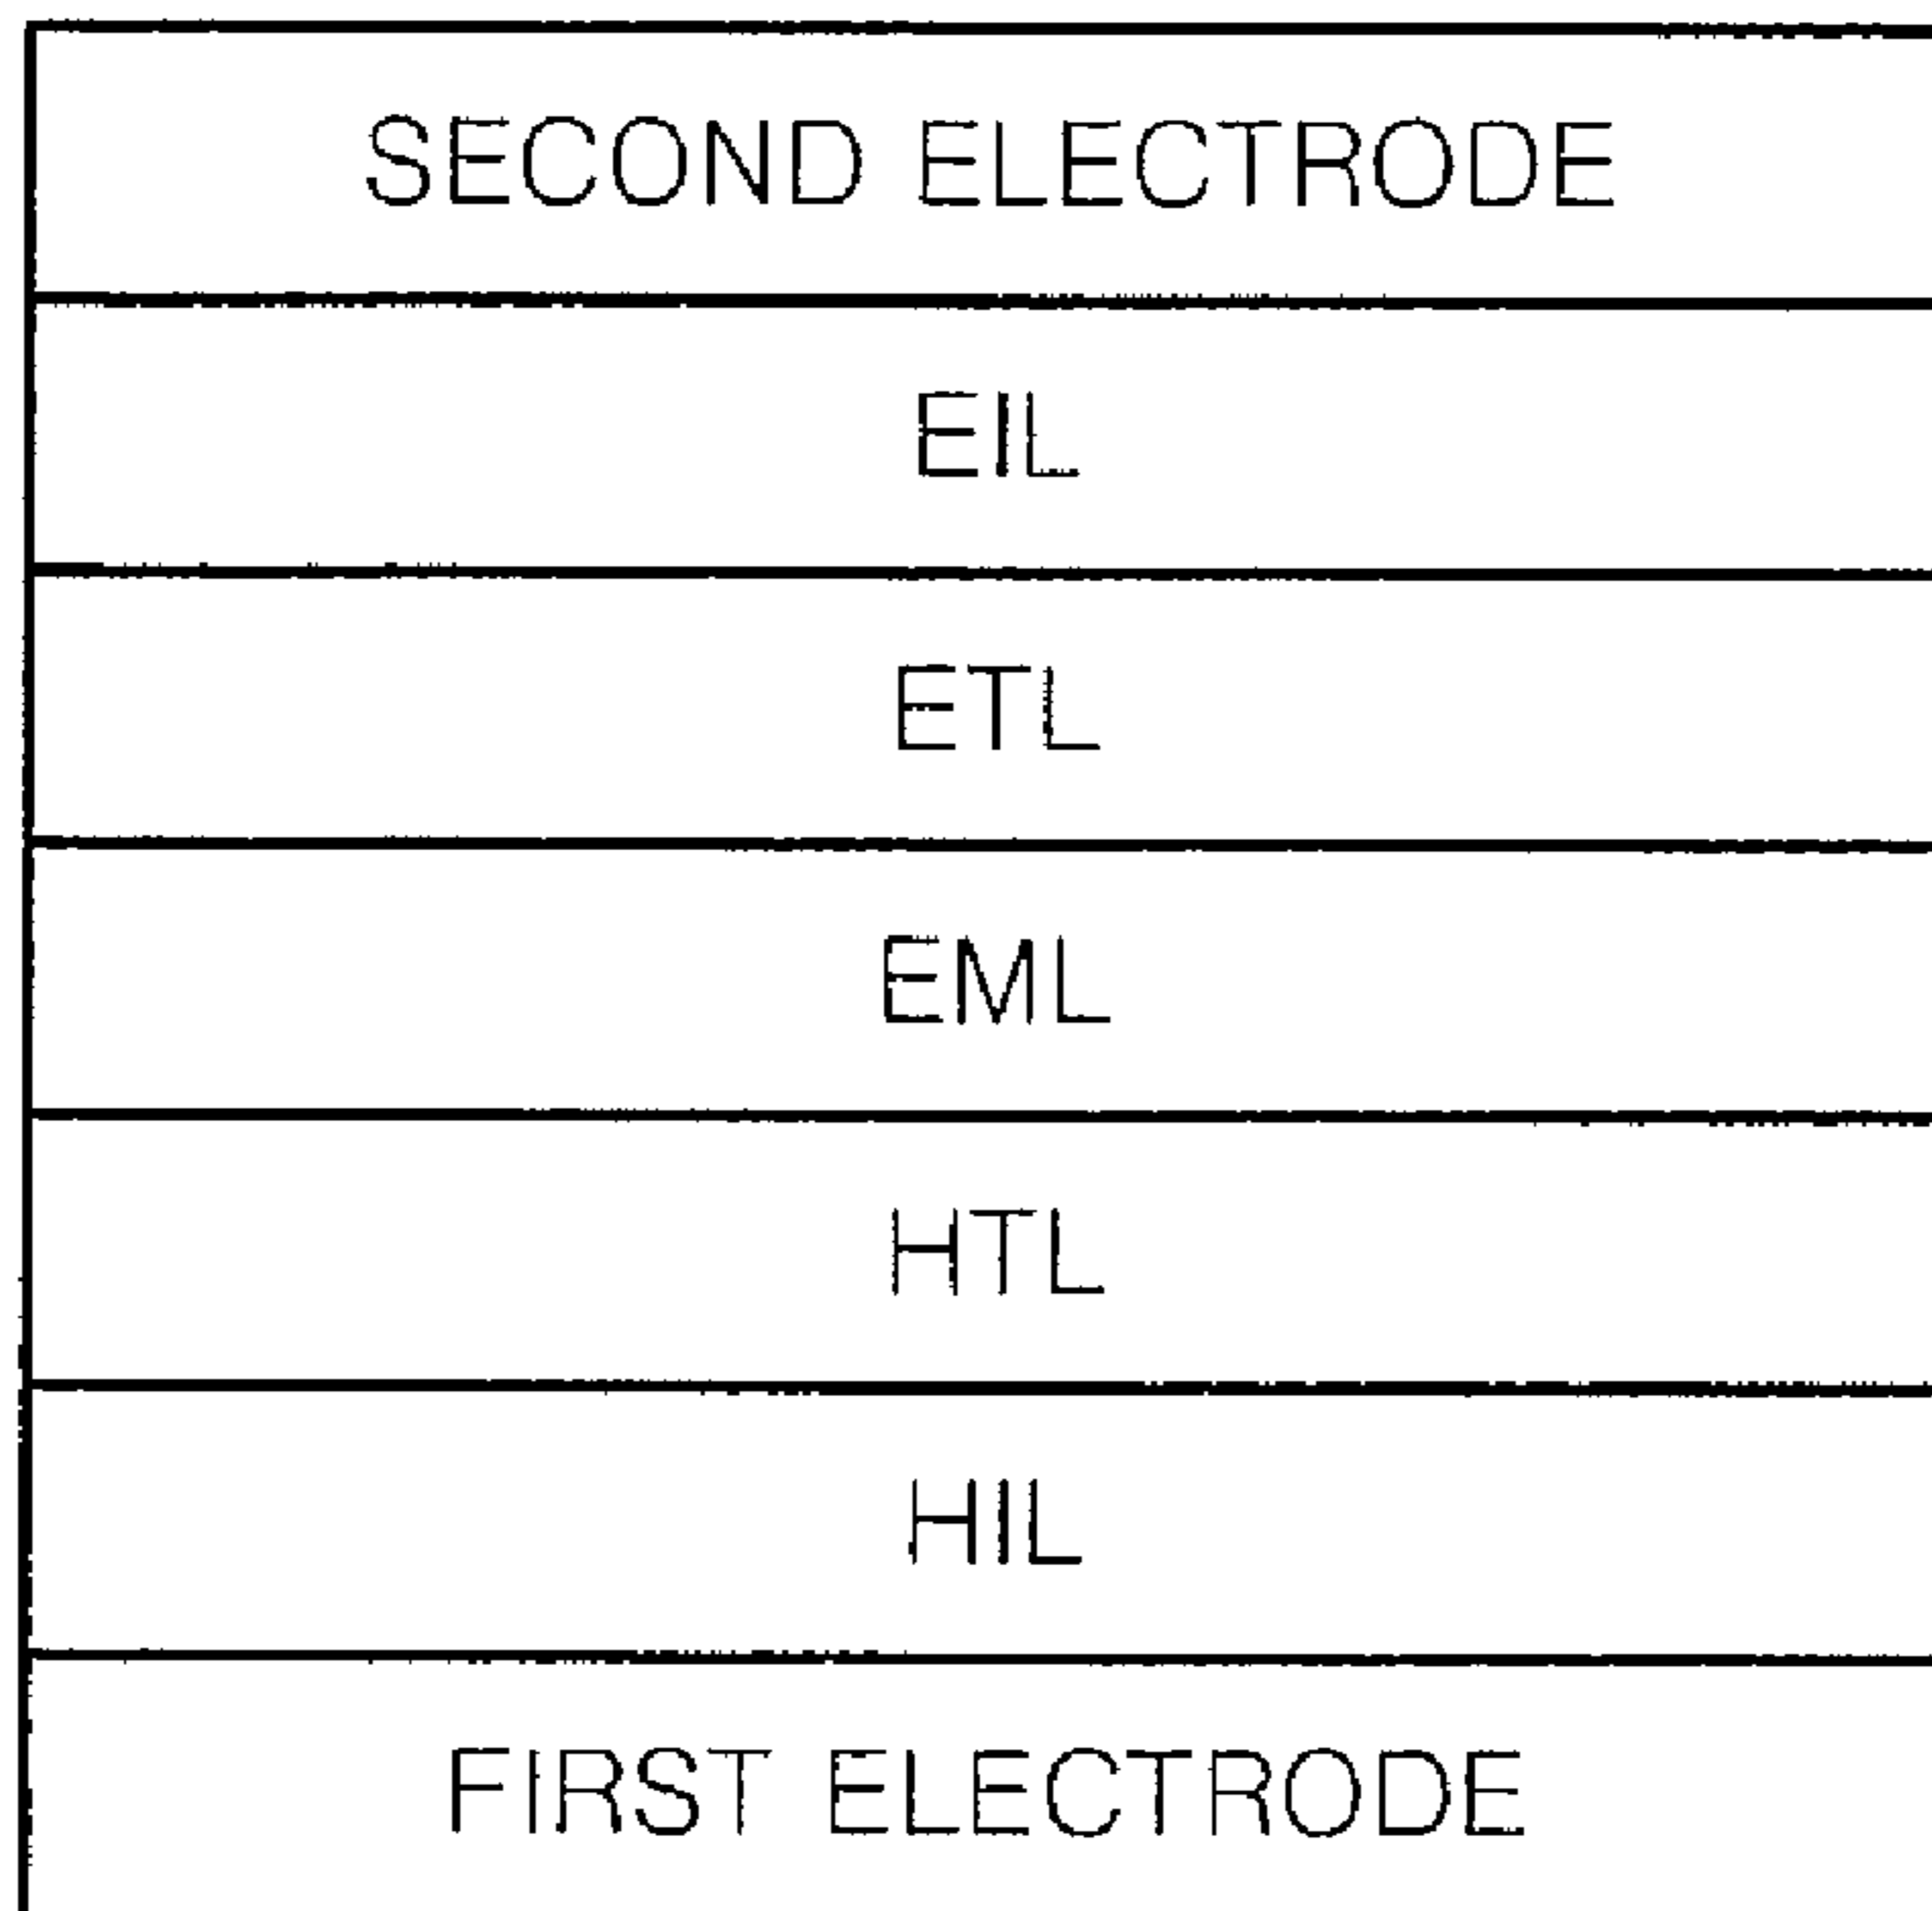 SECOND ELECTRODE
EIL
ETL
EML
HTL
HIL
FIRST ELECTRODE